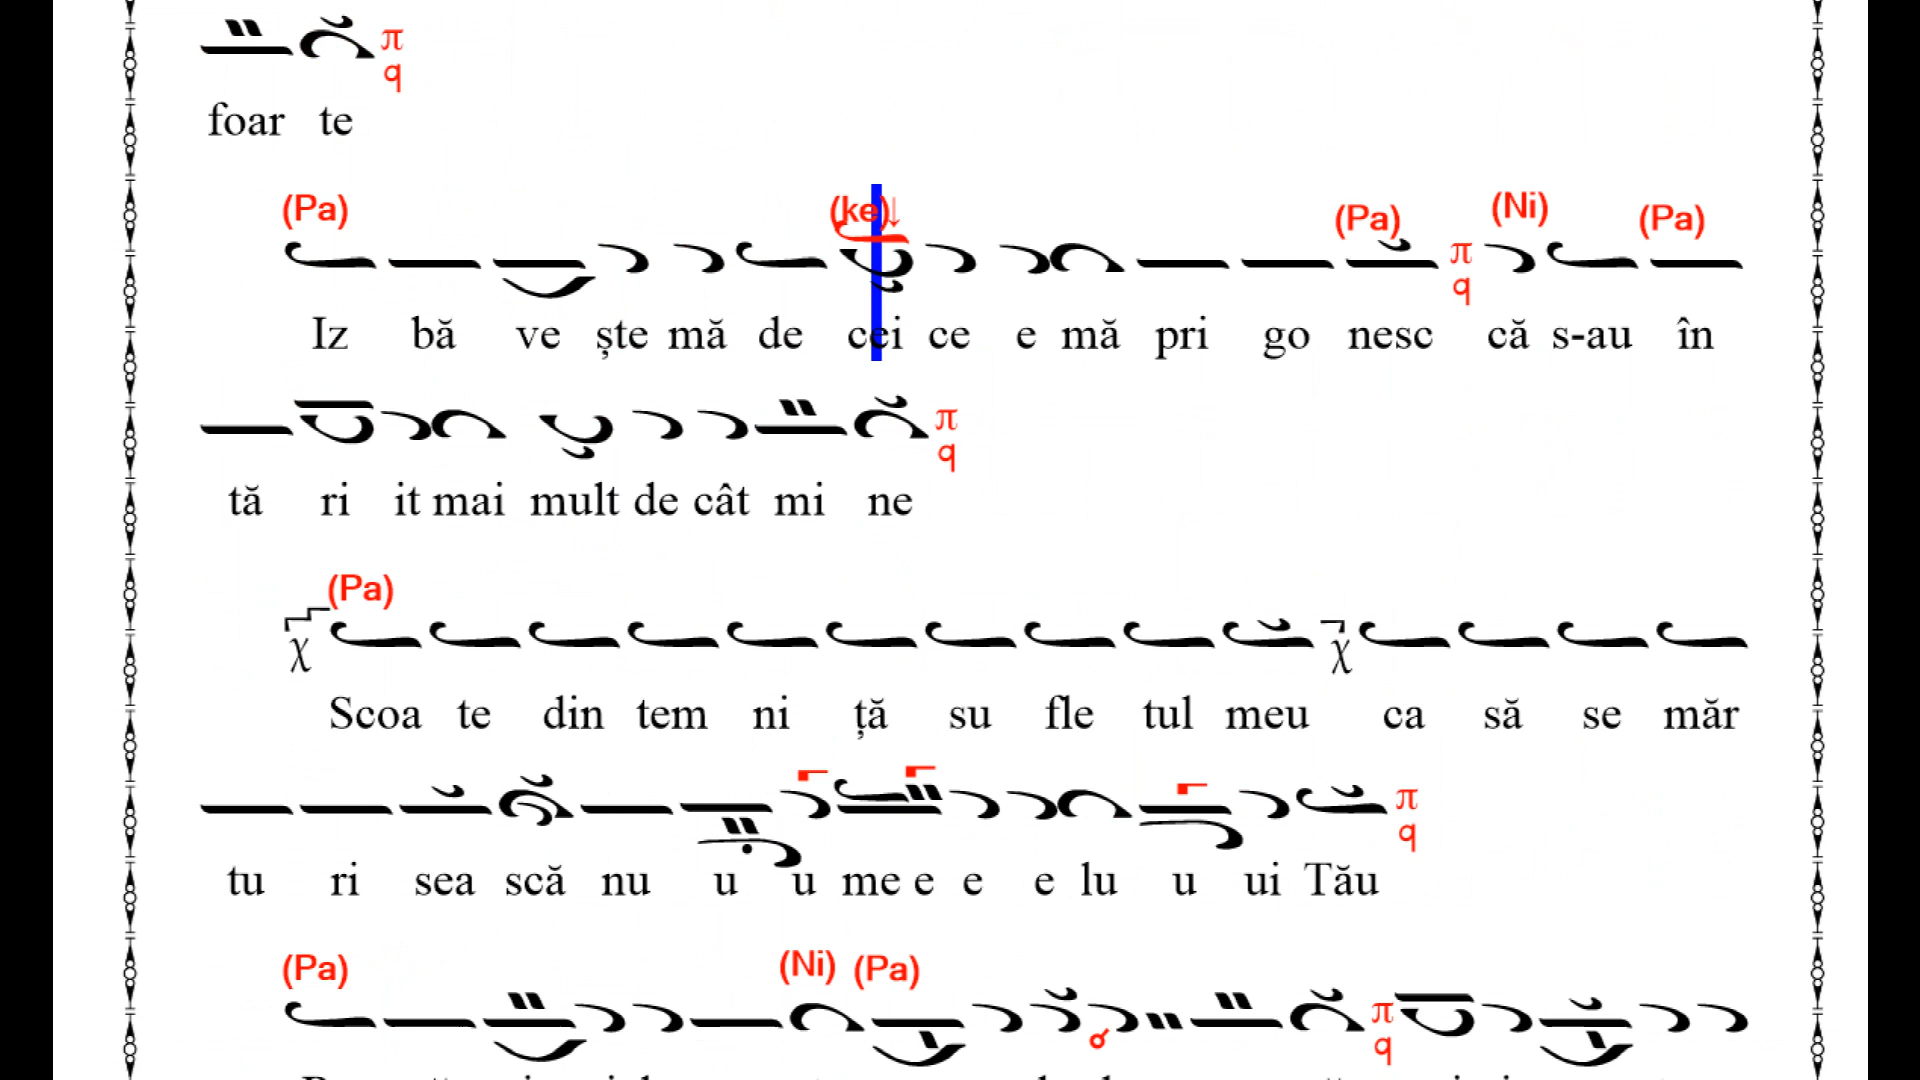 π
q
foar te
(Pa) (ke)↓ (Pa) (Ni) (Pa)
π
q
Iz bă ve ște mă de cei ce e mă pri go nesc că s-au în
π
q
tă ri it mai mult de cât mi ne
(Pa)
χ χ
Scoa te din tem ni ță su fle tul meu ca să se măr
π
q
tu ri sea scă nu u u me e e e lu u ui Tău
(Pa) (Ni) (Pa)
π
q